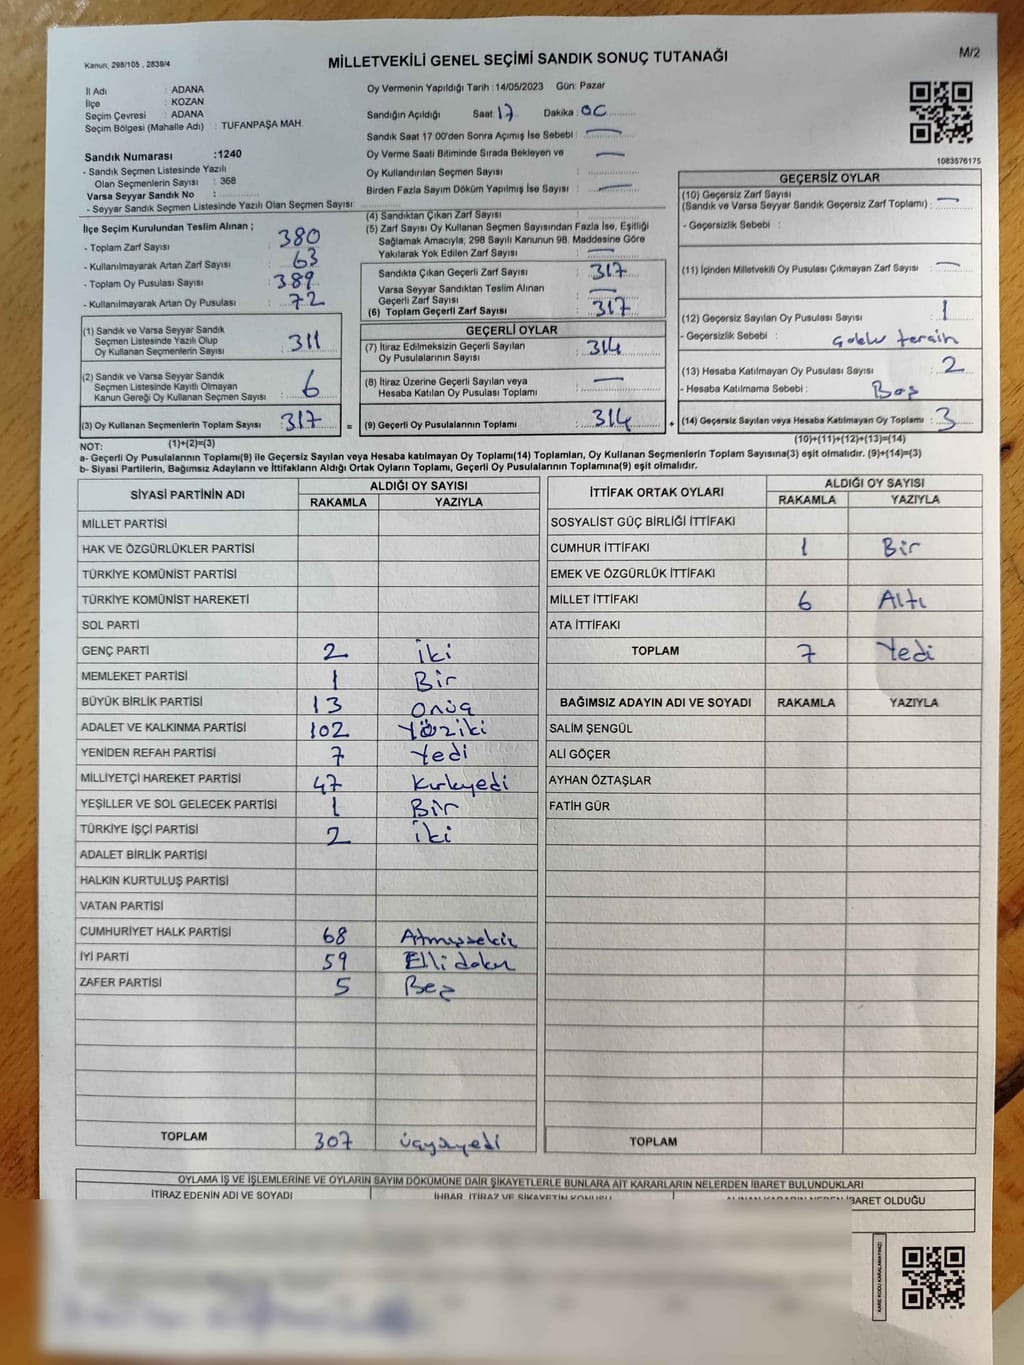 Kanun, 298/105 , 2839/4
MİLLETVEKİLİ GENEL SEÇİMİ SANDIK SONUÇ TUTANAĞI
M/2
İl Adı : ADANA
İlçe : KOZAN
Seçim Çevresi : ADANA
Seçim Bölgesi (Mahalle Adı) : TUFANPAŞA MAH.
Sandık Numarası :1240
- Sandık Seçmen Listesinde Yazılı
Olan Seçmenlerin Sayısı : 368
Varsa Seyyar Sandık No :
- Seyyar Sandık Seçmen Listesinde Yazılı Olan Seçmen Sayısı:
Oy Vermenin Yapıldığı Tarih :14/05/2023 Gün: Pazar
Sandığın Açıldığı Saat: 17 Dakika: 00
Sandık Saat 17:00'den Sonra Açımış İse Sebebi : —
Oy Verme Saati Bitiminde Sırada Bekleyen ve —
Oy Kullandırılan Seçmen Sayısı :
Birden Fazla Sayım Döküm Yapılmış İse Sayısı : —
1083576175
İlçe Seçim Kurulundan Teslim Alınan ;
- Toplam Zarf Sayısı : 380
- Kullanılmayarak Artan Zarf Sayısı : 63
- Toplam Oy Pusulası Sayısı : 389
- Kullanılmayarak Artan Oy Pusulası : 72
(1) Sandık ve Varsa Seyyar Sandık
Seçmen Listesinde Yazılı Olup
Oy Kullanan Seçmenlerin Sayısı : 311
(2) Sandık ve Varsa Seyyar Sandık
Seçmen Listesinde Kayıtlı Olmayan
Kanun Gereği Oy Kullanan Seçmen Sayısı : 6
(3) Oy Kullanan Seçmenlerin Toplam Sayısı : 317 =
(4) Sandıktan Çıkan Zarf Sayısı :
(5) Zarf Sayısı Oy Kullanan Seçmen Sayısından Fazla İse, Eşitliği
Sağlamak Amacıyla; 298 Sayılı Kanunun 98. Maddesine Göre
Yakılarak Yok Edilen Zarf Sayısı : —
Sandıkta Çıkan Geçerli Zarf Sayısı : 317
Varsa Seyyar Sandıktan Teslim Alınan
Geçerli Zarf Sayısı : —
(6) Toplam Geçerli Zarf Sayısı : 317
GEÇERLİ OYLAR
(7) İtiraz Edilmeksizin Geçerli Sayılan
Oy Pusulalarının Sayısı : 314
(8) İtiraz Üzerine Geçerli Sayılan veya
Hesaba Katılan Oy Pusulası Toplamı : —
(9) Geçerli Oy Pusulalarının Toplamı : 314 +
GEÇERSİZ OYLAR
(10) Geçersiz Zarf Sayısı
(Sandık ve Varsa Seyyar Sandık Geçersiz Zarf Toplamı) : —
- Geçersizlik Sebebi :
(11) İçinden Milletvekili Oy Pusulası Çıkmayan Zarf Sayısı : —
(12) Geçersiz Sayılan Oy Pusulası Sayısı : 1
- Geçersizlik Sebebi : tercih
(13) Hesaba Katılmayan Oy Pusulası Sayısı : 2
- Hesaba Katılmama Sebebi : Boş
(14) Geçersiz Sayılan veya Hesaba Katılmayan Oy Toplamı : 3
NOT: (1)+(2)=(3) (10)+(11)+(12)+(13)=(14)
a- Geçerli Oy Pusulalarının Toplamı(9) ile Geçersiz Sayılan veya Hesaba katılmayan Oy Toplamı(14) Toplamları, Oy Kullanan Seçmenlerin Toplam Sayısına(3) eşit olmalıdır. (9)+(14)=(3)
b- Siyasi Partilerin, Bağımsız Adayların ve İttifakların Aldığı Ortak Oyların Toplamı, Geçerli Oy Pusulalarının Toplamına(9) eşit olmalıdır.
SİYASİ PARTİNİN ADI ALDIĞI OY SAYISI
RAKAMLA YAZIYLA
MİLLET PARTİSİ
HAK VE ÖZGÜRLÜKLER PARTİSİ
TÜRKİYE KOMÜNİST PARTİSİ
TÜRKİYE KOMÜNİST HAREKETİ
SOL PARTİ
GENÇ PARTİ 2 iki
MEMLEKET PARTİSİ 1 Bir
BÜYÜK BİRLİK PARTİSİ 13 onüç
ADALET VE KALKINMA PARTİSİ 102 Yüziki
YENİDEN REFAH PARTİSİ 7 Yedi
MİLLİYETÇİ HAREKET PARTİSİ 47 Kırkyedi
YEŞİLLER VE SOL GELECEK PARTİSİ 1 Bir
TÜRKİYE İŞÇİ PARTİSİ 2 iki
ADALET BİRLİK PARTİSİ
HALKIN KURTULUŞ PARTİSİ
VATAN PARTİSİ
CUMHURİYET HALK PARTİSİ 68 Atmışsekiz
İYİ PARTİ 59 Elli dokuz
ZAFER PARTİSİ 5 Beş
TOPLAM 307 üçyüzyedi
İTTİFAK ORTAK OYLARI ALDIĞI OY SAYISI
RAKAMLA YAZIYLA
SOSYALİST GÜÇ BİRLİĞİ İTTİFAKI
CUMHUR İTTİFAKI 1 Bir
EMEK VE ÖZGÜRLÜK İTTİFAKI
MİLLET İTTİFAKI 6 Altı
ATA İTTİFAKI
TOPLAM 7 Yedi
BAĞIMSIZ ADAYIN ADI VE SOYADI RAKAMLA YAZIYLA
SALİM ŞENGÜL
ALİ GÖÇER
AYHAN ÖZTAŞLAR
FATİH GÜR
TOPLAM
OYLAMA İŞ VE İŞLEMLERİNE VE OYLARIN SAYIM DÖKÜMÜNE DAİR ŞİKAYETLERLE BUNLARA AİT KARARLARIN NELERDEN İBARET BULUNDUKLARI
İTİRAZ EDENİN ADI VE SOYADI İHBAR, İTİRAZ VE ŞİKAYETİN KONUSU ALINAN KARARIN NEDEN İBARET OLDUĞU
KARE KODU KARALAMAYINIZ!